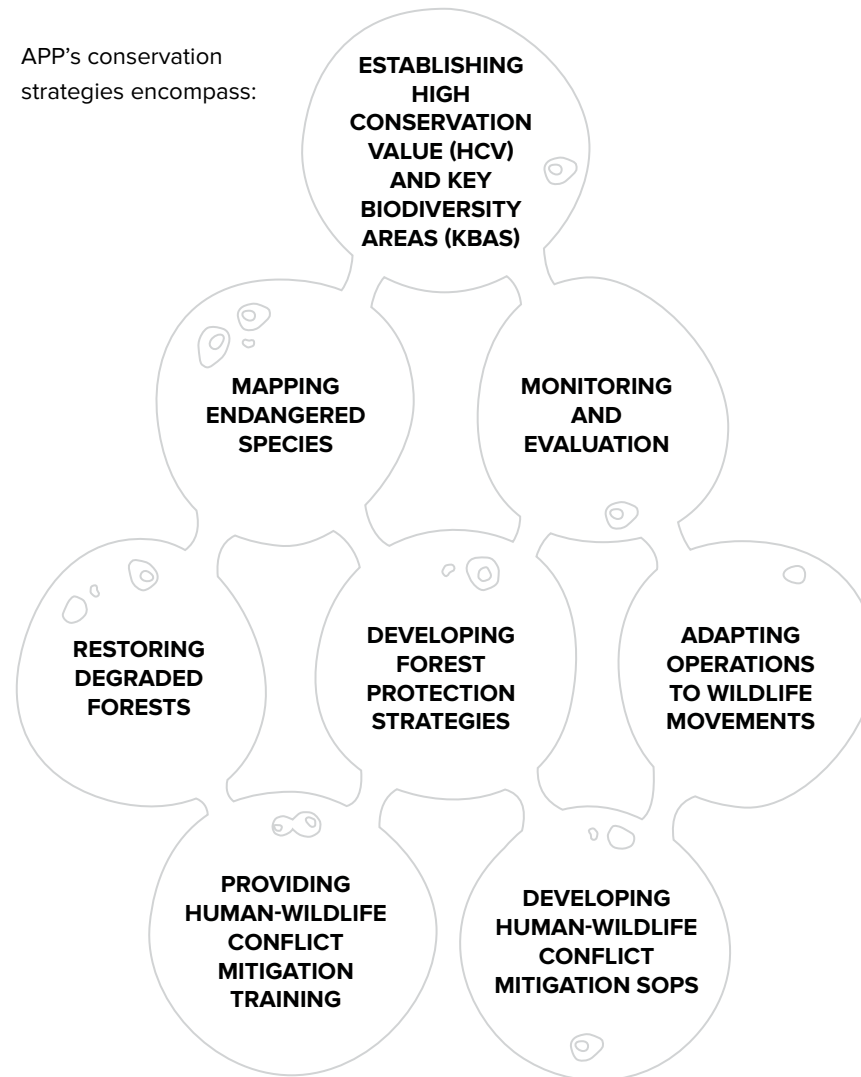 APP’s conservation
strategies encompass:
ESTABLISHING
HIGH
CONSERVATION
VALUE (HCV)
AND KEY
BIODIVERSITY
AREAS (KBAS)
MAPPING
ENDANGERED
SPECIES
MONITORING
AND
EVALUATION
RESTORING
DEGRADED
FORESTS
DEVELOPING
FOREST
PROTECTION
STRATEGIES
ADAPTING
OPERATIONS
TO WILDLIFE
MOVEMENTS
PROVIDING
HUMAN-WILDLIFE
CONFLICT
MITIGATION
TRAINING
DEVELOPING
HUMAN-WILDLIFE
CONFLICT
MITIGATION SOPS